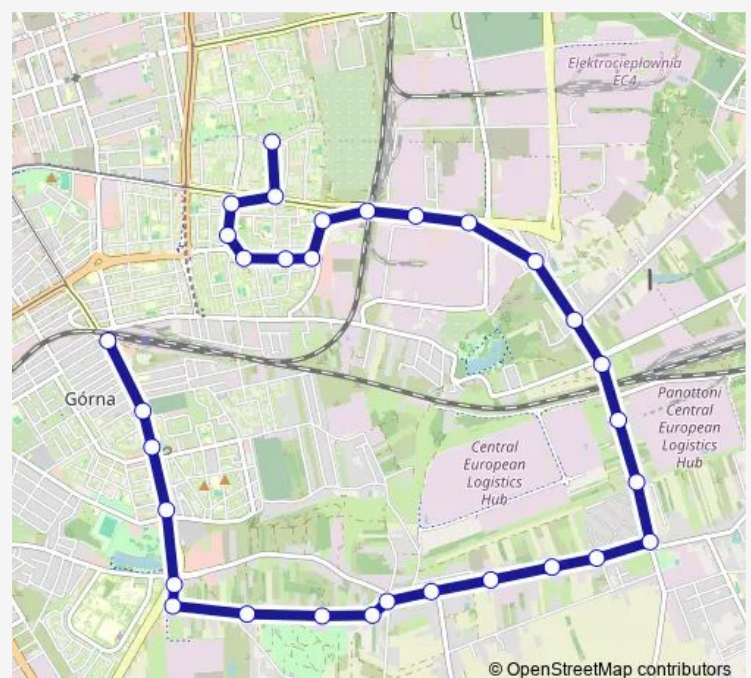 Elektrociepłownia
EC4
Górna
Panattoni
Central
European
Logistics
Hub
Central
European
Logistics
Hub
© OpenStreetMap contributors